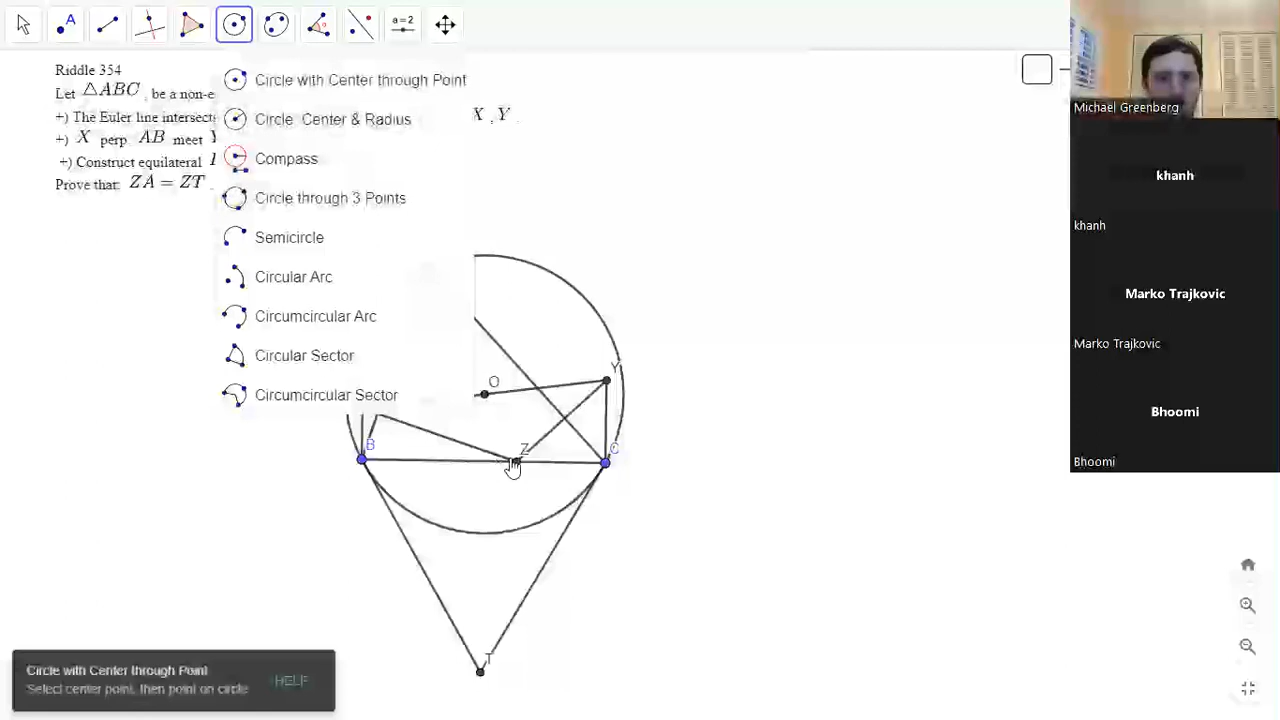 A
a=2
Riddle 354
Let △ABC , be a non-e
+) The Euler line intersects X , Y .
+) X perp AB meet Y
+) Construct equilateral
Prove that: ZA = ZT
Circle with Center through Point
Circle: Center & Radius
Compass
Circle through 3 Points
Semicircle
Circular Arc
Circumcircular Arc
Circular Sector
Circumcircular Sector
O
Y
B
Z
C
T
Circle with Center through Point
Select center point, then point on circle
HELP
Michael Greenberg
khanh
khanh
Marko Trajkovic
Marko Trajkovic
Bhoomi
Bhoomi